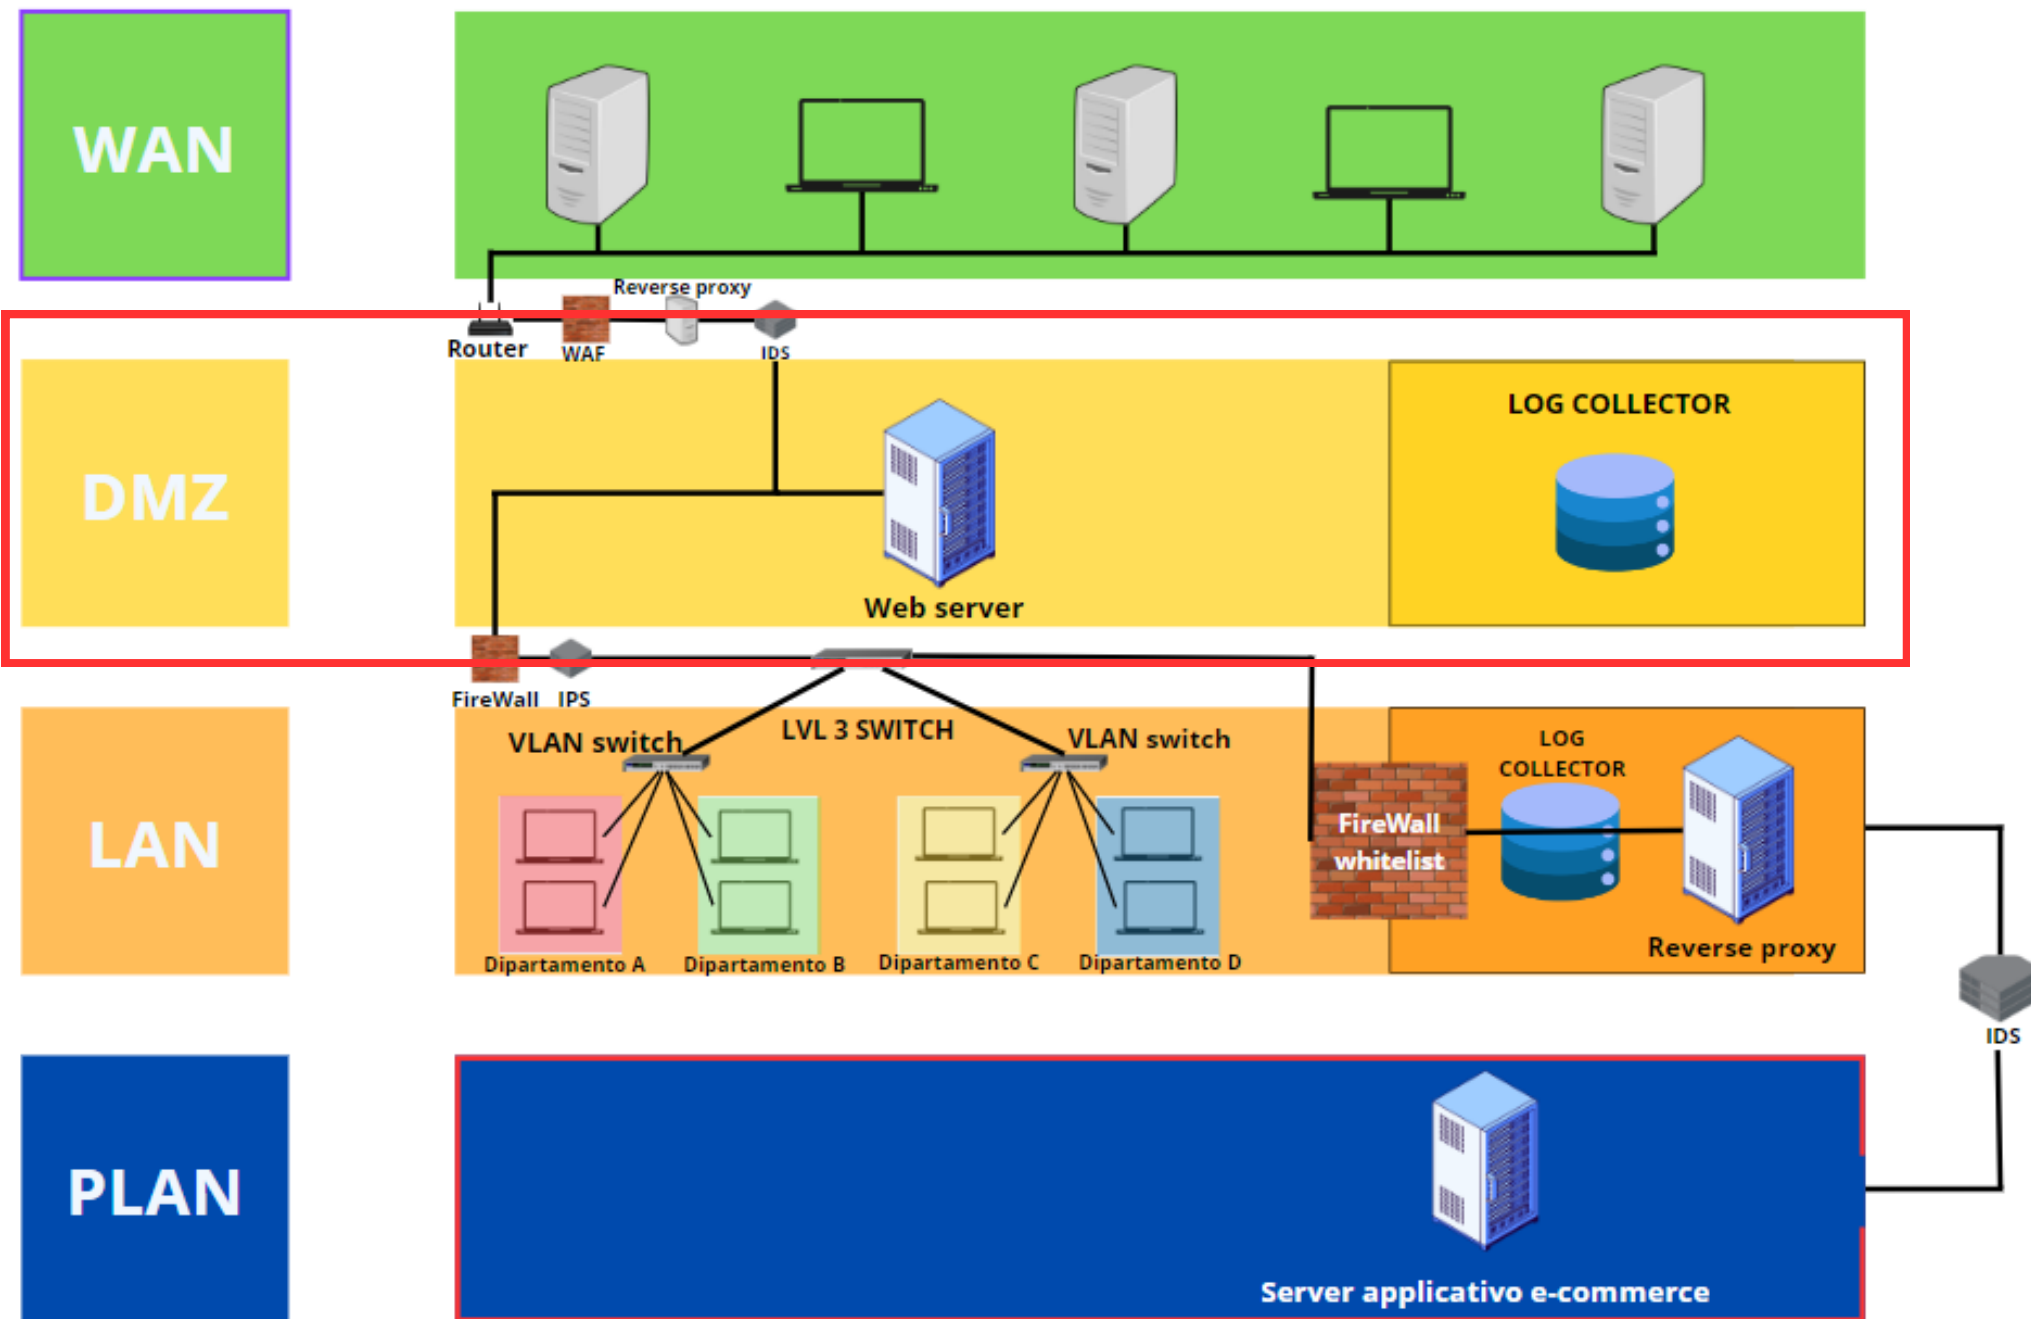 WAN
Reverse proxy
Router
WAF
IDS
DMZ
LOG COLLECTOR
Web server
FireWall
IPS
LAN
VLAN switch
LVL 3 SWITCH
VLAN switch
LOG
COLLECTOR
FireWall
whitelist
Reverse proxy
Dipartamento A
Dipartamento B
Dipartamento C
Dipartamento D
IDS
PLAN
Server applicativo e-commerce